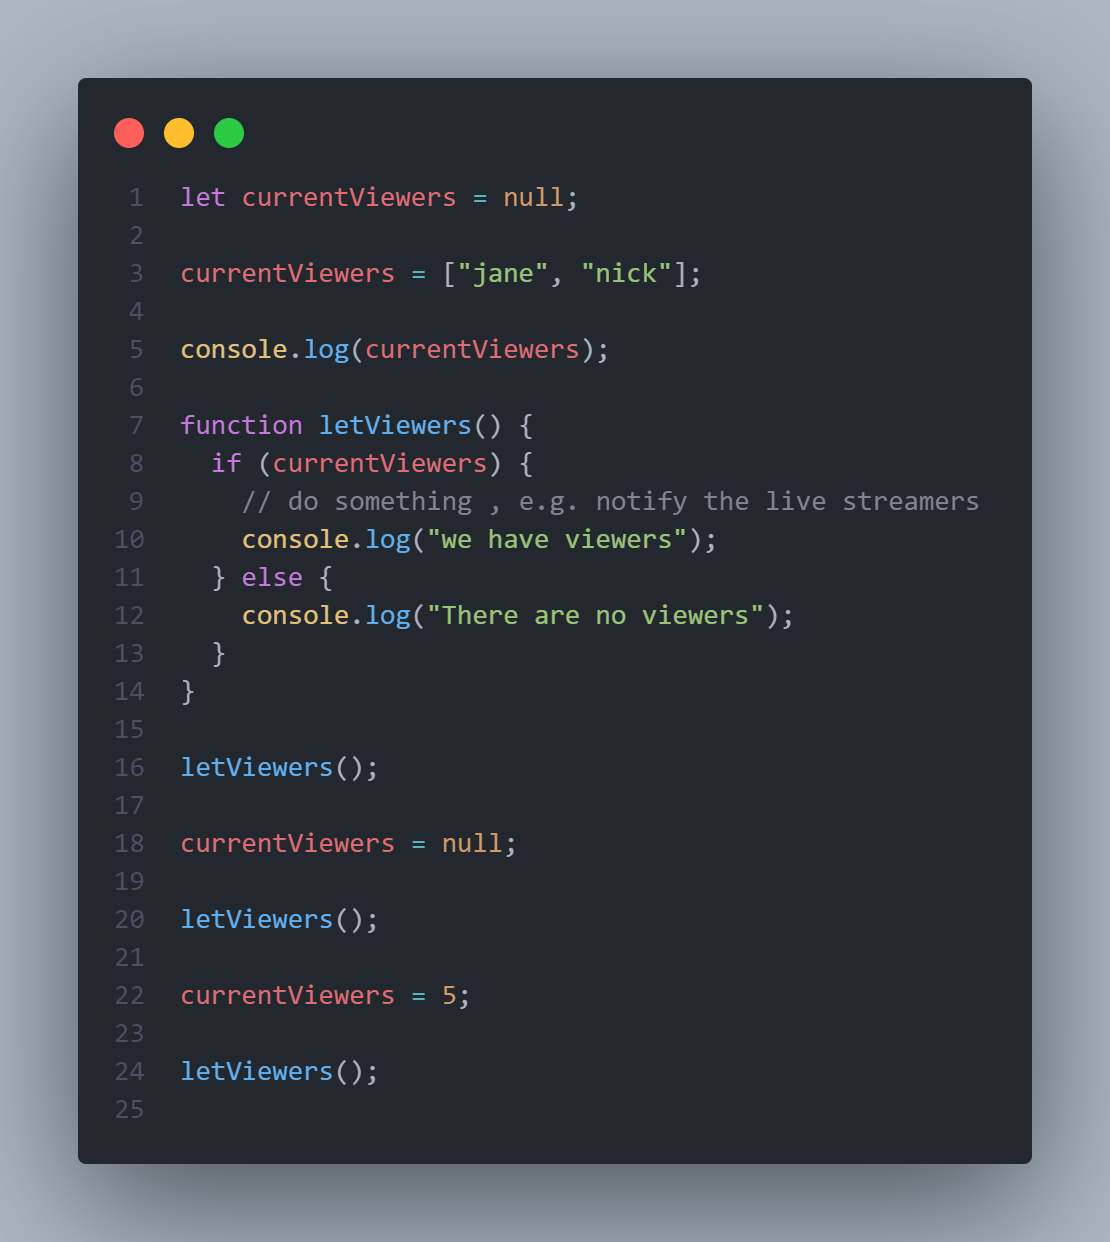 1 let currentViewers = null;
2
3 currentViewers = ["jane", "nick"];
4
5 console.log(currentViewers);
6
7 function letViewers() {
8   if (currentViewers) {
9     // do something , e.g. notify the live streamers
10     console.log("we have viewers");
11   } else {
12     console.log("There are no viewers");
13   }
14 }
15
16 letViewers();
17
18 currentViewers = null;
19
20 letViewers();
21
22 currentViewers = 5;
23
24 letViewers();
25